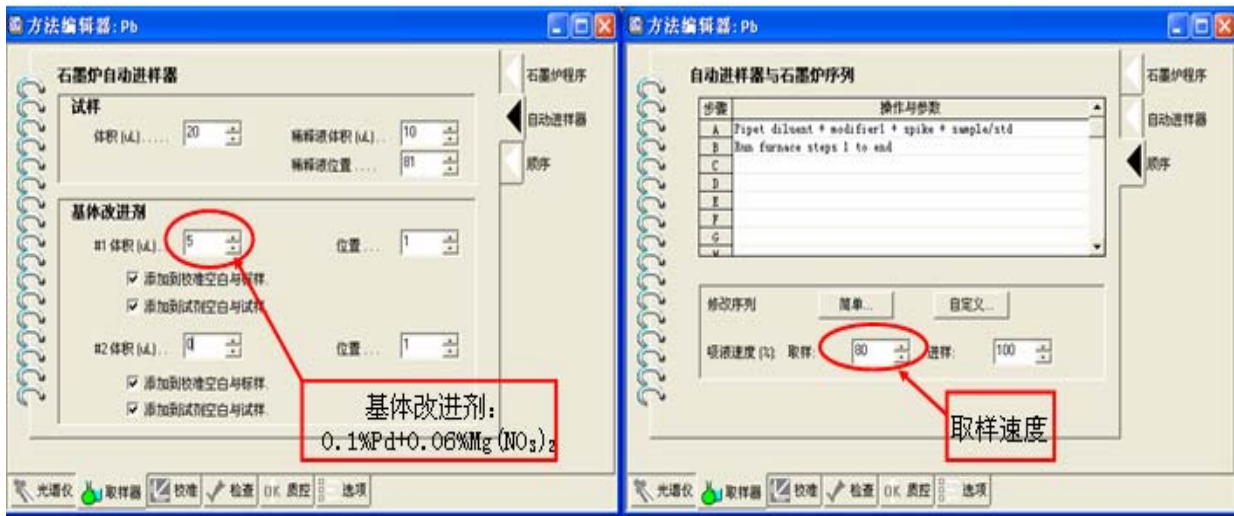 方法编辑器: Pb
石墨炉自动进样器
试样
体积(uL)..... 20
稀释液体积(uL).. 10
稀释液位置.... 81
基体改进剂
#1 体积(uL).. 5
位置... 1
添加到校准空白与标样.
添加到试剂空白与试样.
#2 体积(uL).. 0
位置... 1
添加到校准空白与标样.
添加到试剂空白与试样.
基体改进剂:
0.1%Pd+0.06%Mg(NO₃)₂
石墨炉程序
自动进样器
顺序
光谱仪 取样器 校准 检查 OK 质控 选项
方法编辑器: Pb
自动进样器与石墨炉序列
步骤 操作与参数
A Pipet diluent + modifier1 + spike + sample/std
B Run furnace steps 1 to end
C
D
E
F
G
修改序列 简单... 自定义...
吸液速度(%): 取样: 80 进样: 100
取样速度
石墨炉程序
自动进样器
顺序
光谱仪 取样器 校准 检查 OK 质控 选项